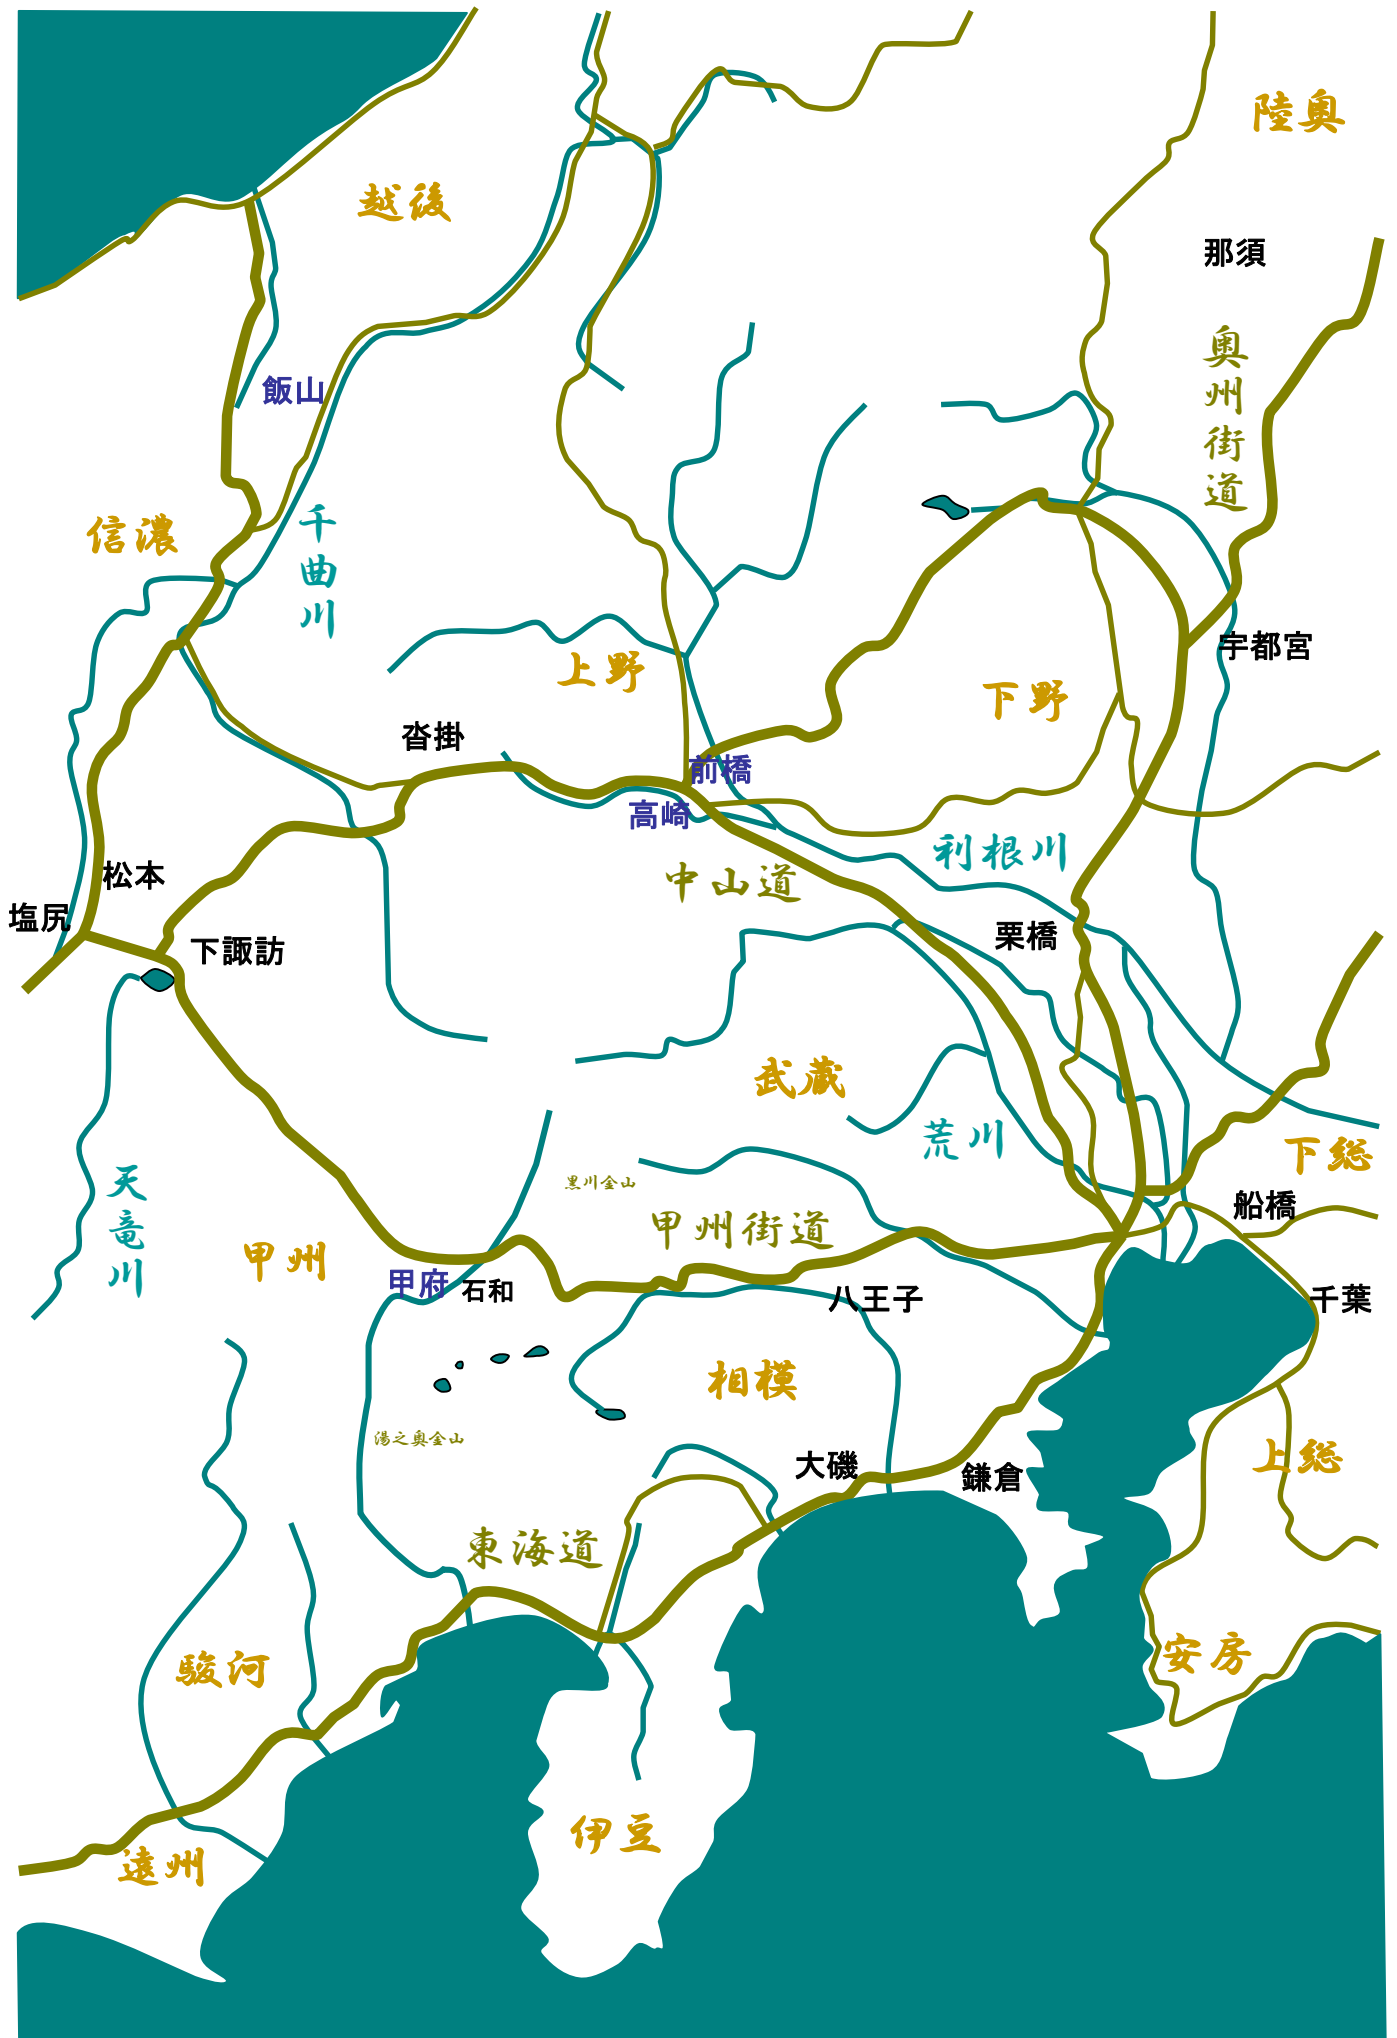 陸奥
越後
那須
奥州街道
飯山
千曲川
信濃
宇都宮
上野
下野
沓掛
前橋
高崎
利根川
中山道
松本
塩尻
栗橋
下諏訪
武蔵
荒川
下総
天竜川
黒川金山
船橋
甲州街道
甲州
甲府
石和
八王子
千葉
相模
湯之奥金山
上総
大磯
鎌倉
東海道
安房
駿河
伊豆
遠州